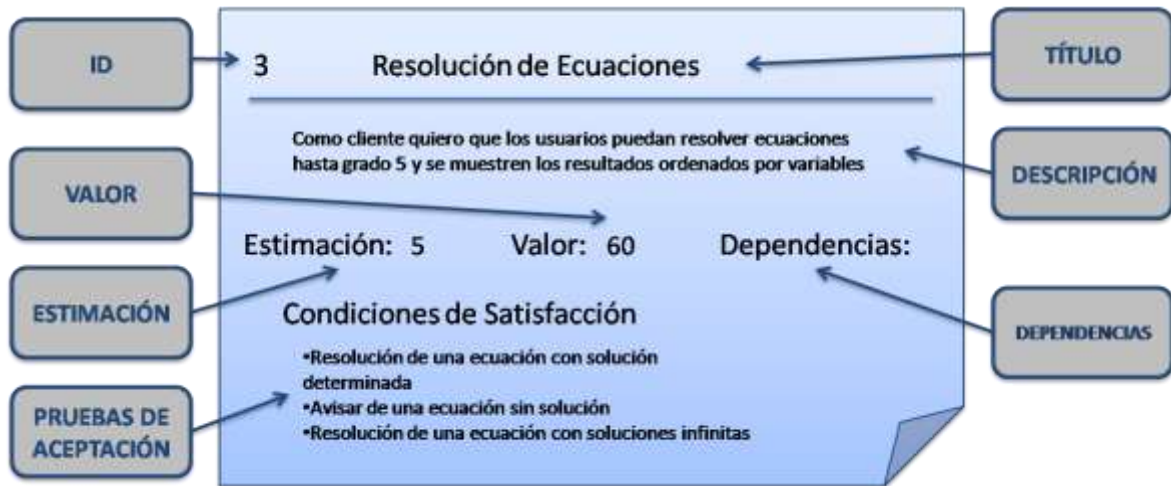 ID
3 Resolución de Ecuaciones
TÍTULO
Como cliente quiero que los usuarios puedan resolver ecuaciones
hasta grado 5 y se muestren los resultados ordenados por variables
DESCRIPCIÓN
VALOR
Estimación: 5 Valor: 60 Dependencias:
ESTIMACIÓN
DEPENDENCIAS
Condiciones de Satisfacción
•Resolución de una ecuación con solución
determinada
•Avisar de una ecuación sin solución
•Resolución de una ecuación con soluciones infinitas
PRUEBAS DE
ACEPTACIÓN